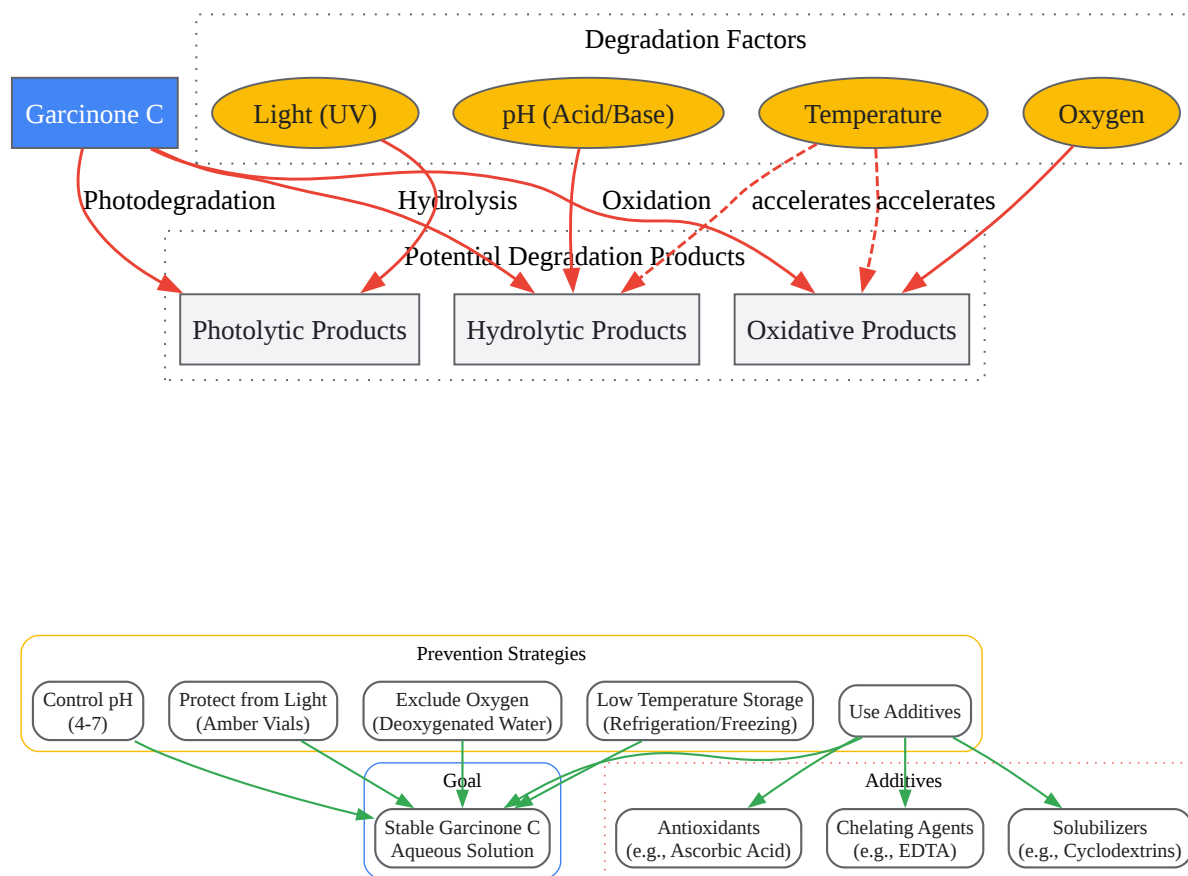 Degradation Factors
Garcinone C
Light (UV)
pH (Acid/Base)
Temperature
Oxygen
Photodegradation
Hydrolysis
Oxidation
accelerates
accelerates
Potential Degradation Products
Photolytic Products
Hydrolytic Products
Oxidative Products
Prevention Strategies
Control pH
(4-7)
Protect from Light
(Amber Vials)
Exclude Oxygen
(Deoxygenated Water)
Low Temperature Storage
(Refrigeration/Freezing)
Use Additives
Goal
Stable Garcinone C
Aqueous Solution
Additives
Antioxidants
(e.g., Ascorbic Acid)
Chelating Agents
(e.g., EDTA)
Solubilizers
(e.g., Cyclodextrins)